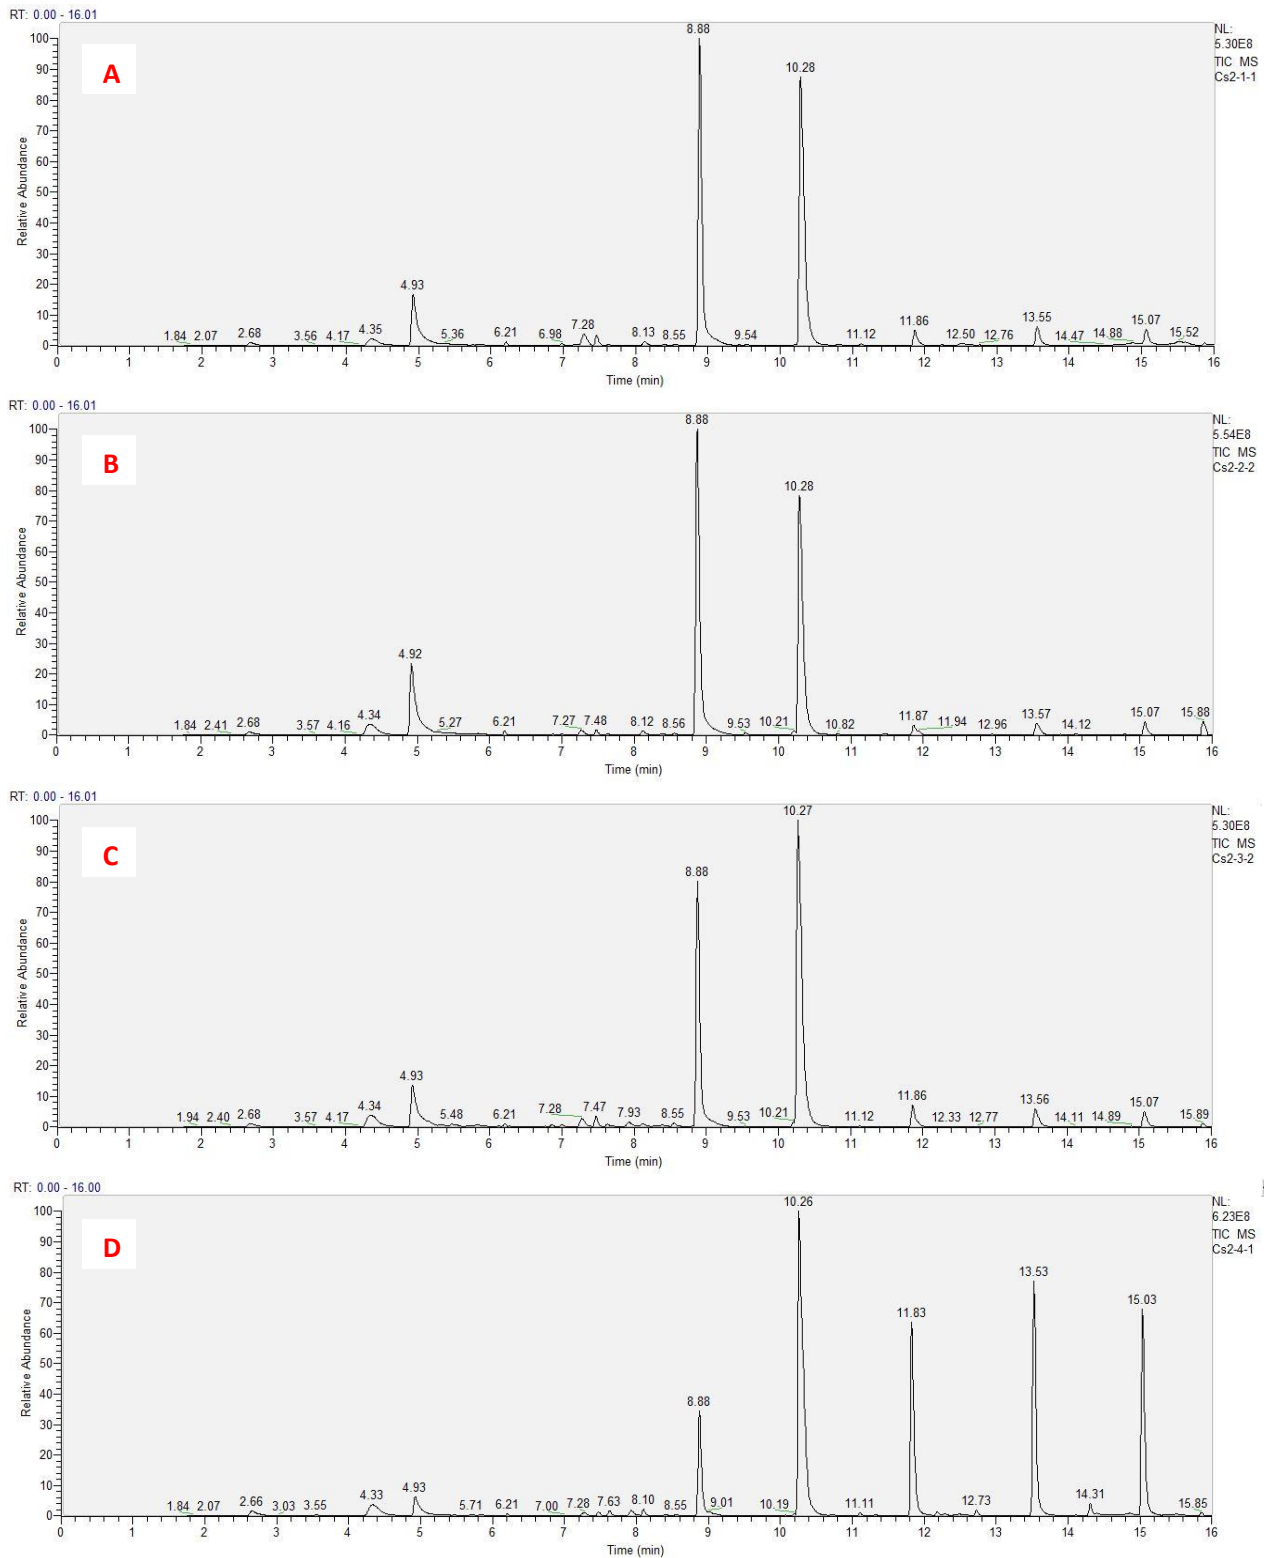 RT: 0.00 - 16.01
A
NL:
5.30E8
TIC MS
Cs2-1-1
Relative Abundance
100
90
80
70
60
50
40
30
20
10
0
8.88
10.28
4.93
1.84 2.07 2.68 3.56 4.17 4.35 5.36 6.21 6.98 7.28 8.13 8.55 9.54 11.12 11.86 12.50 12.76 13.55 14.47 14.88 15.07 15.52
0 1 2 3 4 5 6 7 8 9 10 11 12 13 14 15 16
Time (min)
RT: 0.00 - 16.01
B
NL:
5.54E8
TIC MS
Cs2-2-2
Relative Abundance
100
90
80
70
60
50
40
30
20
10
0
8.88
10.28
4.92
1.84 2.41 2.68 3.57 4.16 4.34 5.27 6.21 7.27 7.48 8.12 8.56 9.53 10.21 10.82 11.87 11.94 12.96 13.57 14.12 15.07 15.88
0 1 2 3 4 5 6 7 8 9 10 11 12 13 14 15 16
Time (min)
RT: 0.00 - 16.01
C
NL:
5.30E8
TIC MS
Cs2-3-2
Relative Abundance
100
90
80
70
60
50
40
30
20
10
0
10.27
8.88
4.93
1.94 2.40 2.68 3.57 4.17 4.34 5.48 6.21 7.28 7.47 7.93 8.55 9.53 10.21 11.12 11.86 12.33 12.77 13.56 14.11 14.89 15.07 15.89
0 1 2 3 4 5 6 7 8 9 10 11 12 13 14 15 16
Time (min)
RT: 0.00 - 16.00
D
NL:
6.23E8
TIC MS
Cs2-4-1
Relative Abundance
100
90
80
70
60
50
40
30
20
10
0
10.26
13.53
15.03
11.83
8.88
1.84 2.07 2.66 3.03 3.55 4.33 4.93 5.71 6.21 7.00 7.28 7.63 8.10 8.55 9.01 10.19 11.11 12.73 14.31 15.85
0 1 2 3 4 5 6 7 8 9 10 11 12 13 14 15 16
Time (min)